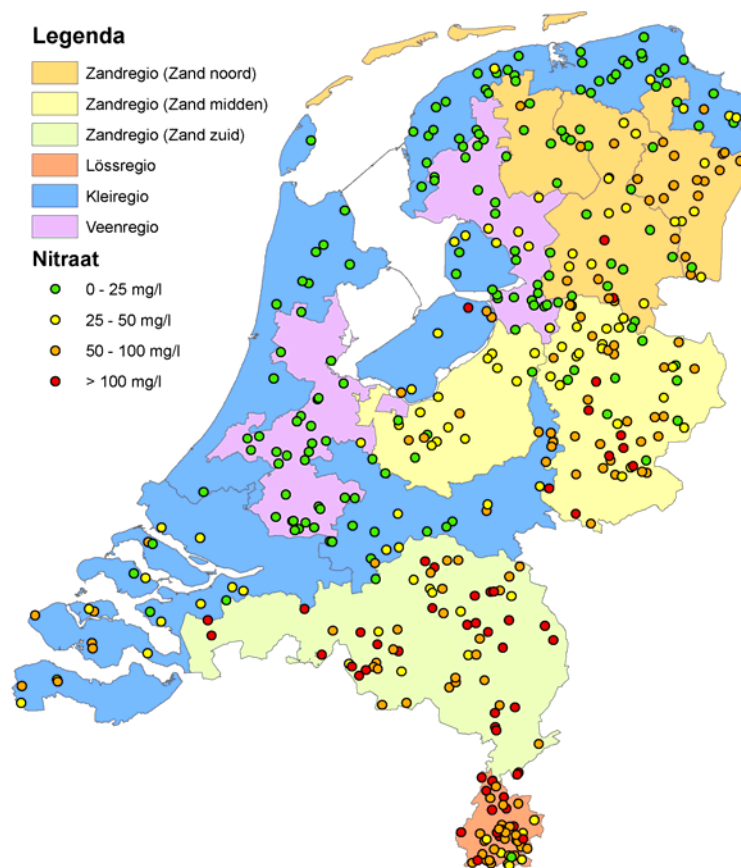 Legenda
Zandregio (Zand noord)
Zandregio (Zand midden)
Zandregio (Zand zuid)
Lössregio
Kleiregio
Veenregio
Nitraat
0 - 25 mg/l
25 - 50 mg/l
50 - 100 mg/l
> 100 mg/l